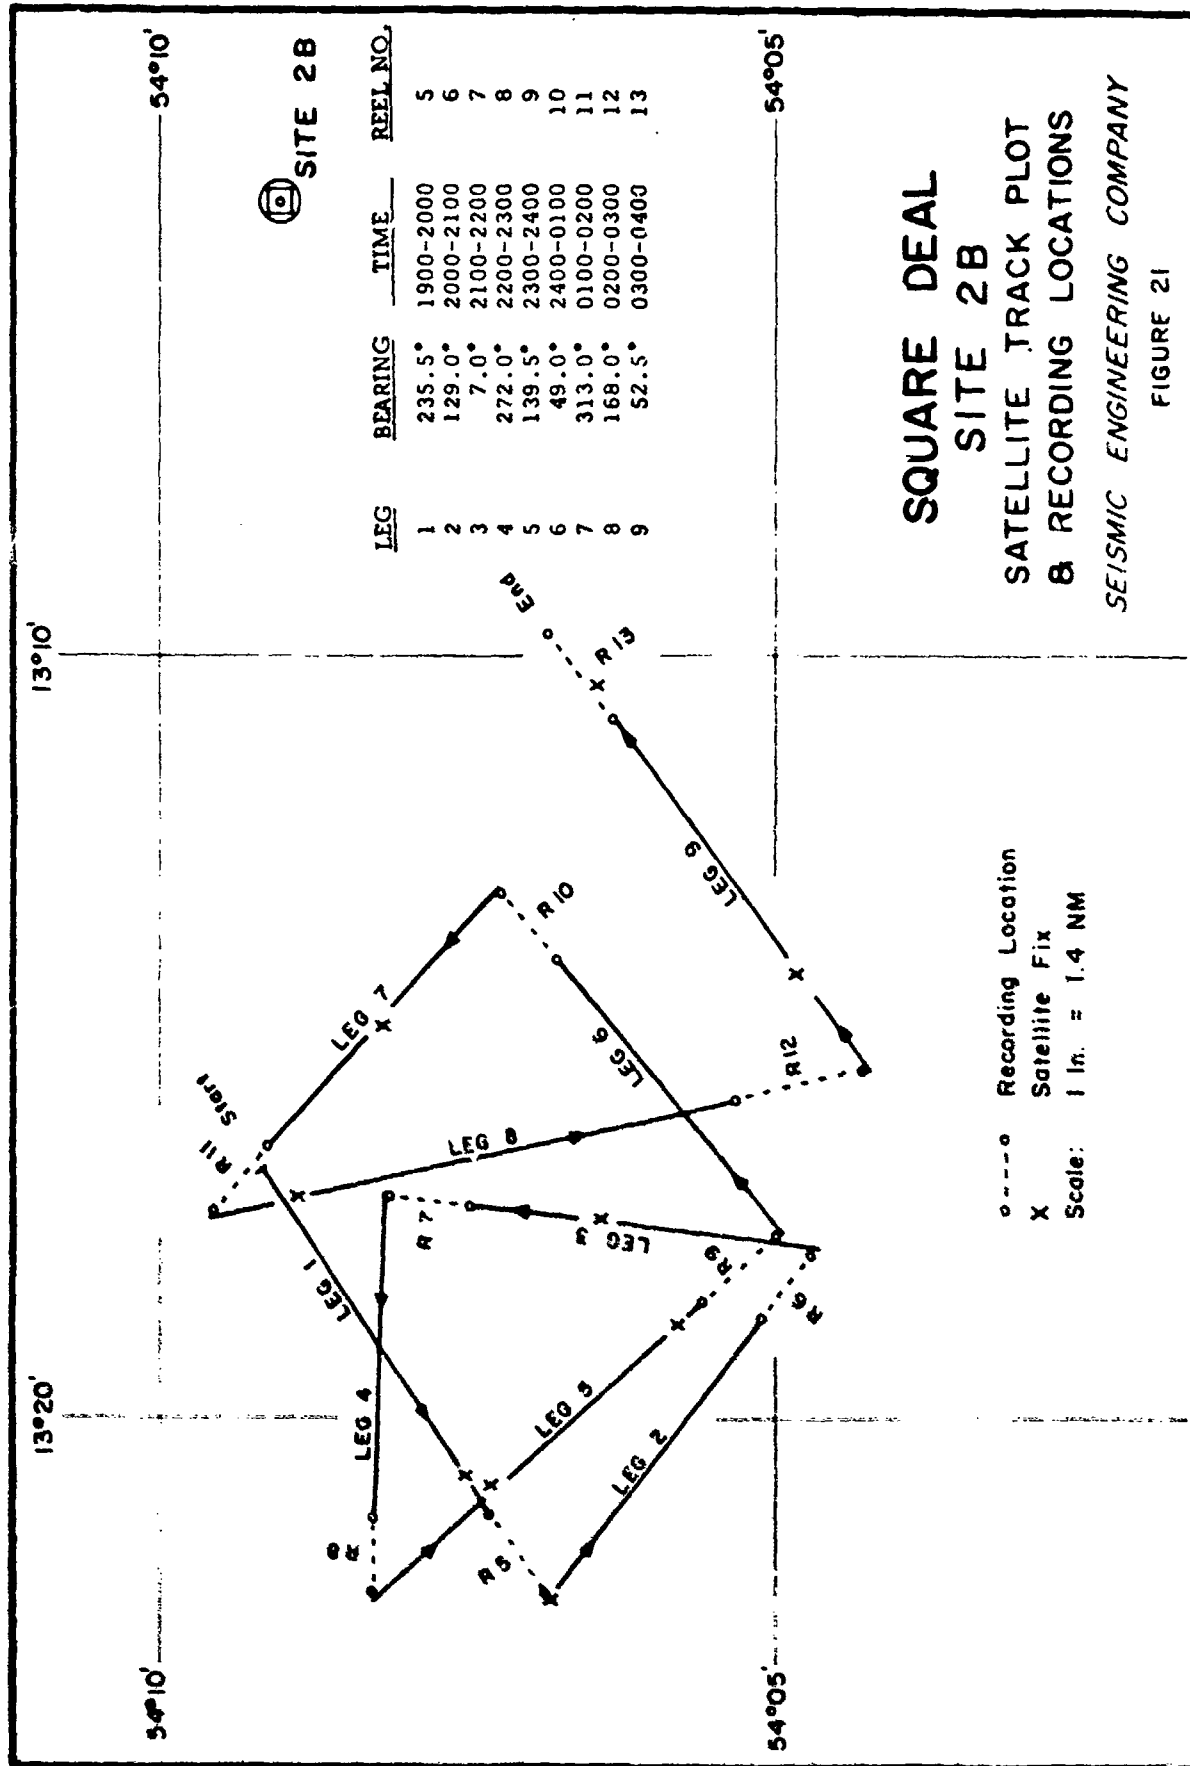 13°20'
13°10'
54°10'
54°10'
SITE 2B
LEG BEARING TIME REEL NO.
1 235.5° 1900-2000 5
2 129.0° 2000-2100 6
3 7.0° 2100-2200 7
4 272.0° 2200-2300 8
5 139.5° 2300-2400 9
6 49.0° 2400-0100 10
7 313.0° 0100-0200 11
8 168.0° 0200-0300 12
9 52.5° 0300-0400 13
R 11
Start
LEG 7
LEG 1
LEG 8
R 7
LEG 4
R 8
R 5
LEG 3
LEG 5
LEG 2
R 9
R 6
LEG 6
R 10
R 12
LEG 9
R 13
End
54°05'
54°05'
o----o Recording Location
X Satellite Fix
Scale: 1 In. = 1.4 NM
SQUARE DEAL
SITE 2B
SATELLITE TRACK PLOT
& RECORDING LOCATIONS
SEISMIC ENGINEERING COMPANY
FIGURE 21